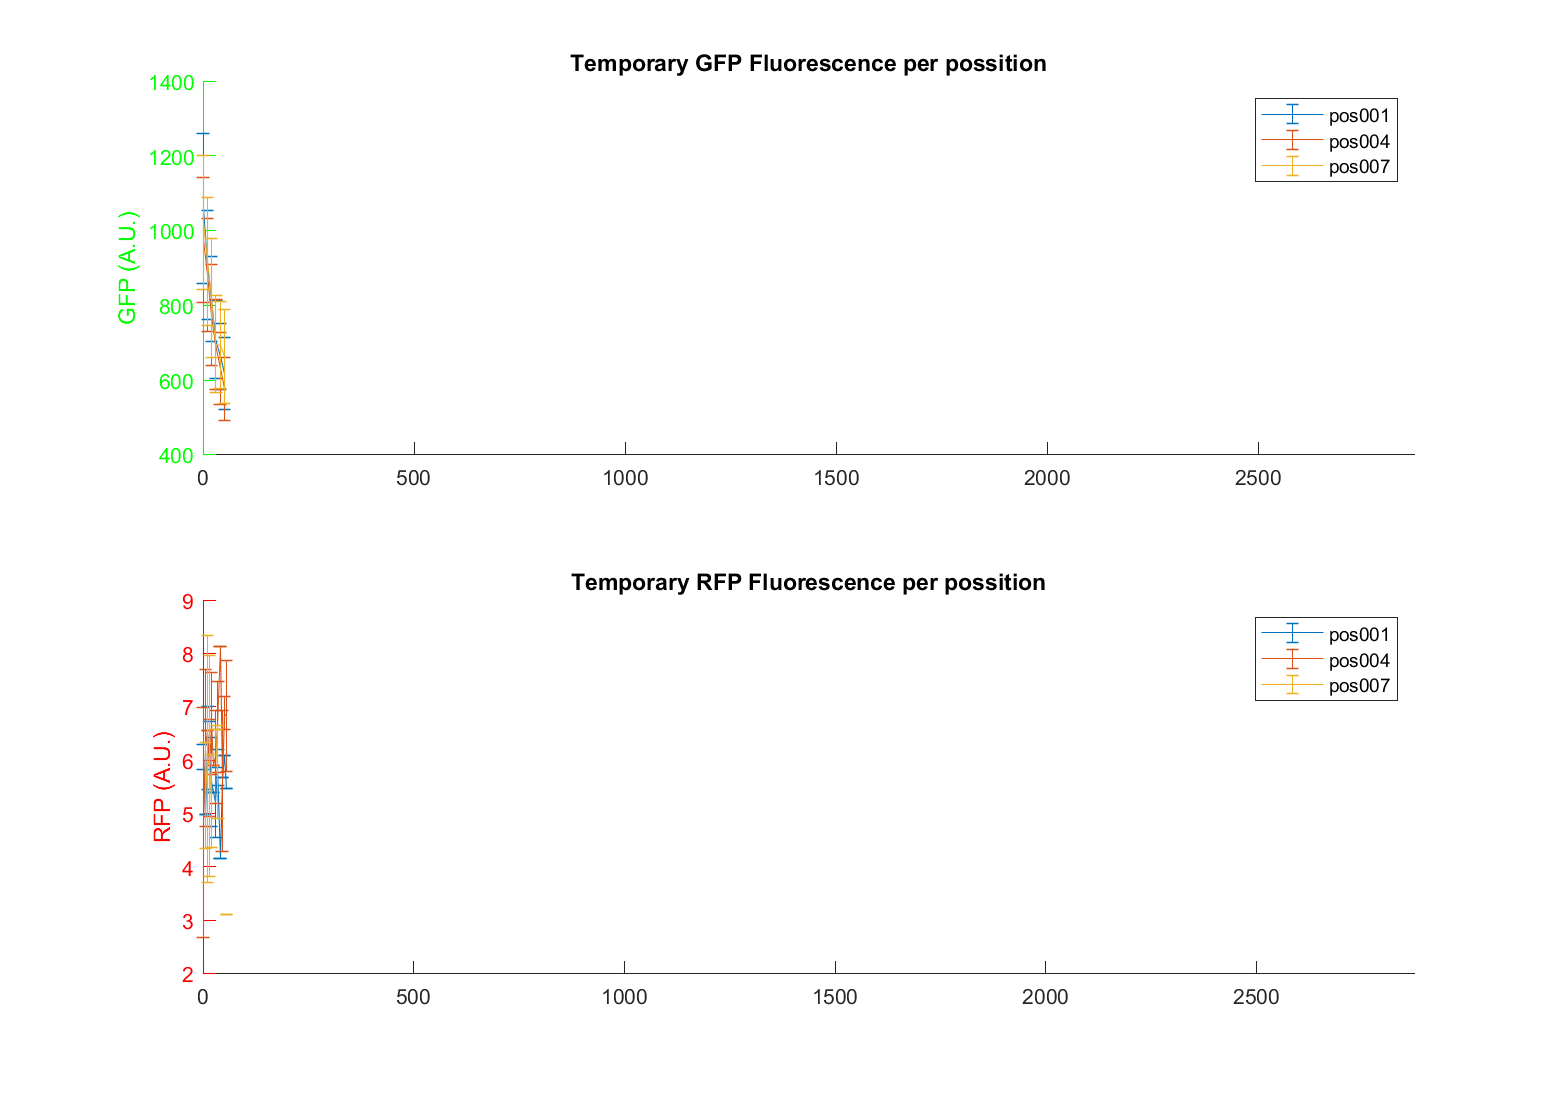 Temporary GFP Fluorescence per possition
1400
1200
1000
800
600
400
GFP (A.U.)
pos001
pos004
pos007
0 500 1000 1500 2000 2500
Temporary RFP Fluorescence per possition
9
8
7
6
5
4
3
2
RFP (A.U.)
pos001
pos004
pos007
0 500 1000 1500 2000 2500